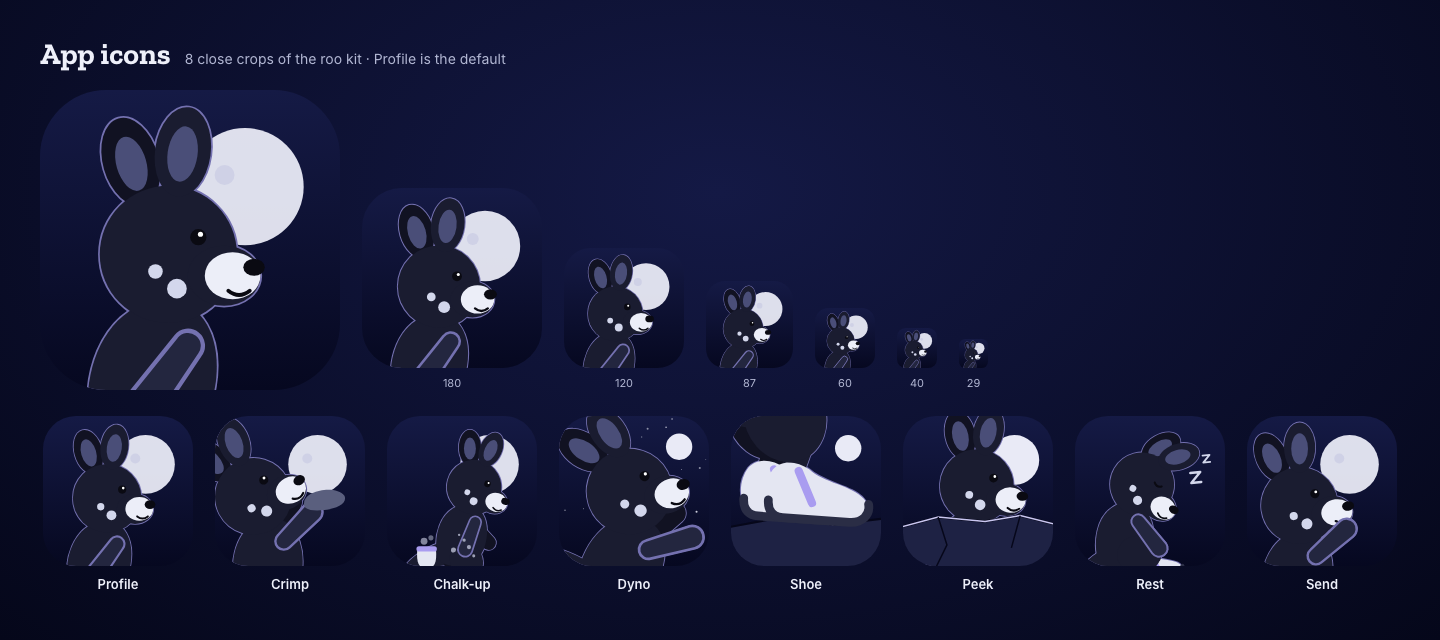 App icons 8 close crops of the roo kit · Profile is the default
180 120 87 60 40 29
z
z
Profile Crimp Chalk-up Dyno Shoe Peek Rest Send